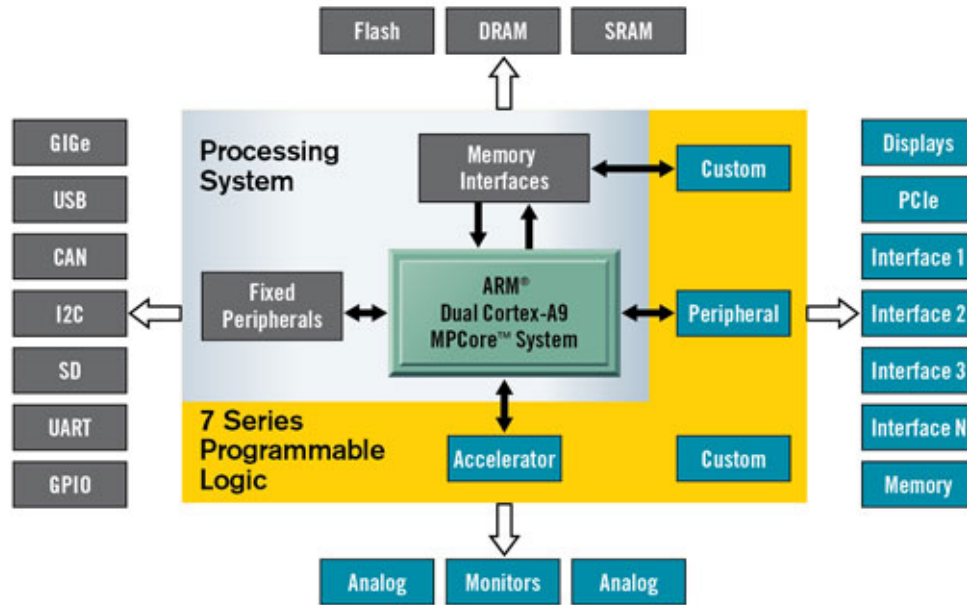 Flash
DRAM
SRAM
GIGe
USB
CAN
I2C
SD
UART
GPIO
Processing
System
Memory
Interfaces
Custom
Fixed
Peripherals
ARM®
Dual Cortex-A9
MPCore™ System
Peripheral
7 Series
Programmable
Logic
Accelerator
Custom
Displays
PCIe
Interface 1
Interface 2
Interface 3
Interface N
Memory
Analog
Monitors
Analog